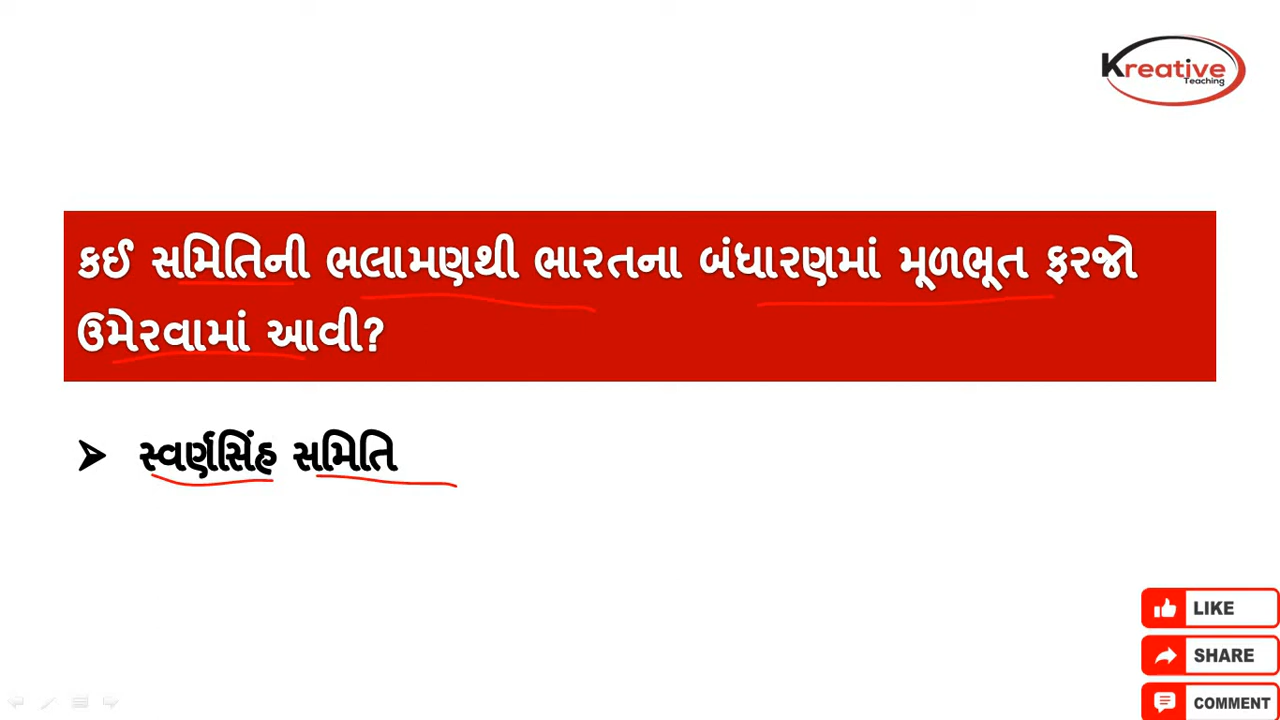 Kreative
Teaching
કઈ સમિતિની ભલામણથી ભારતના બંધારણમાં મૂળભૂત ફરજો
ઉમેરવામાં આવી?
➢ સ્વર્ણસિંહ સમિતિ
LIKE
SHARE
COMMENT